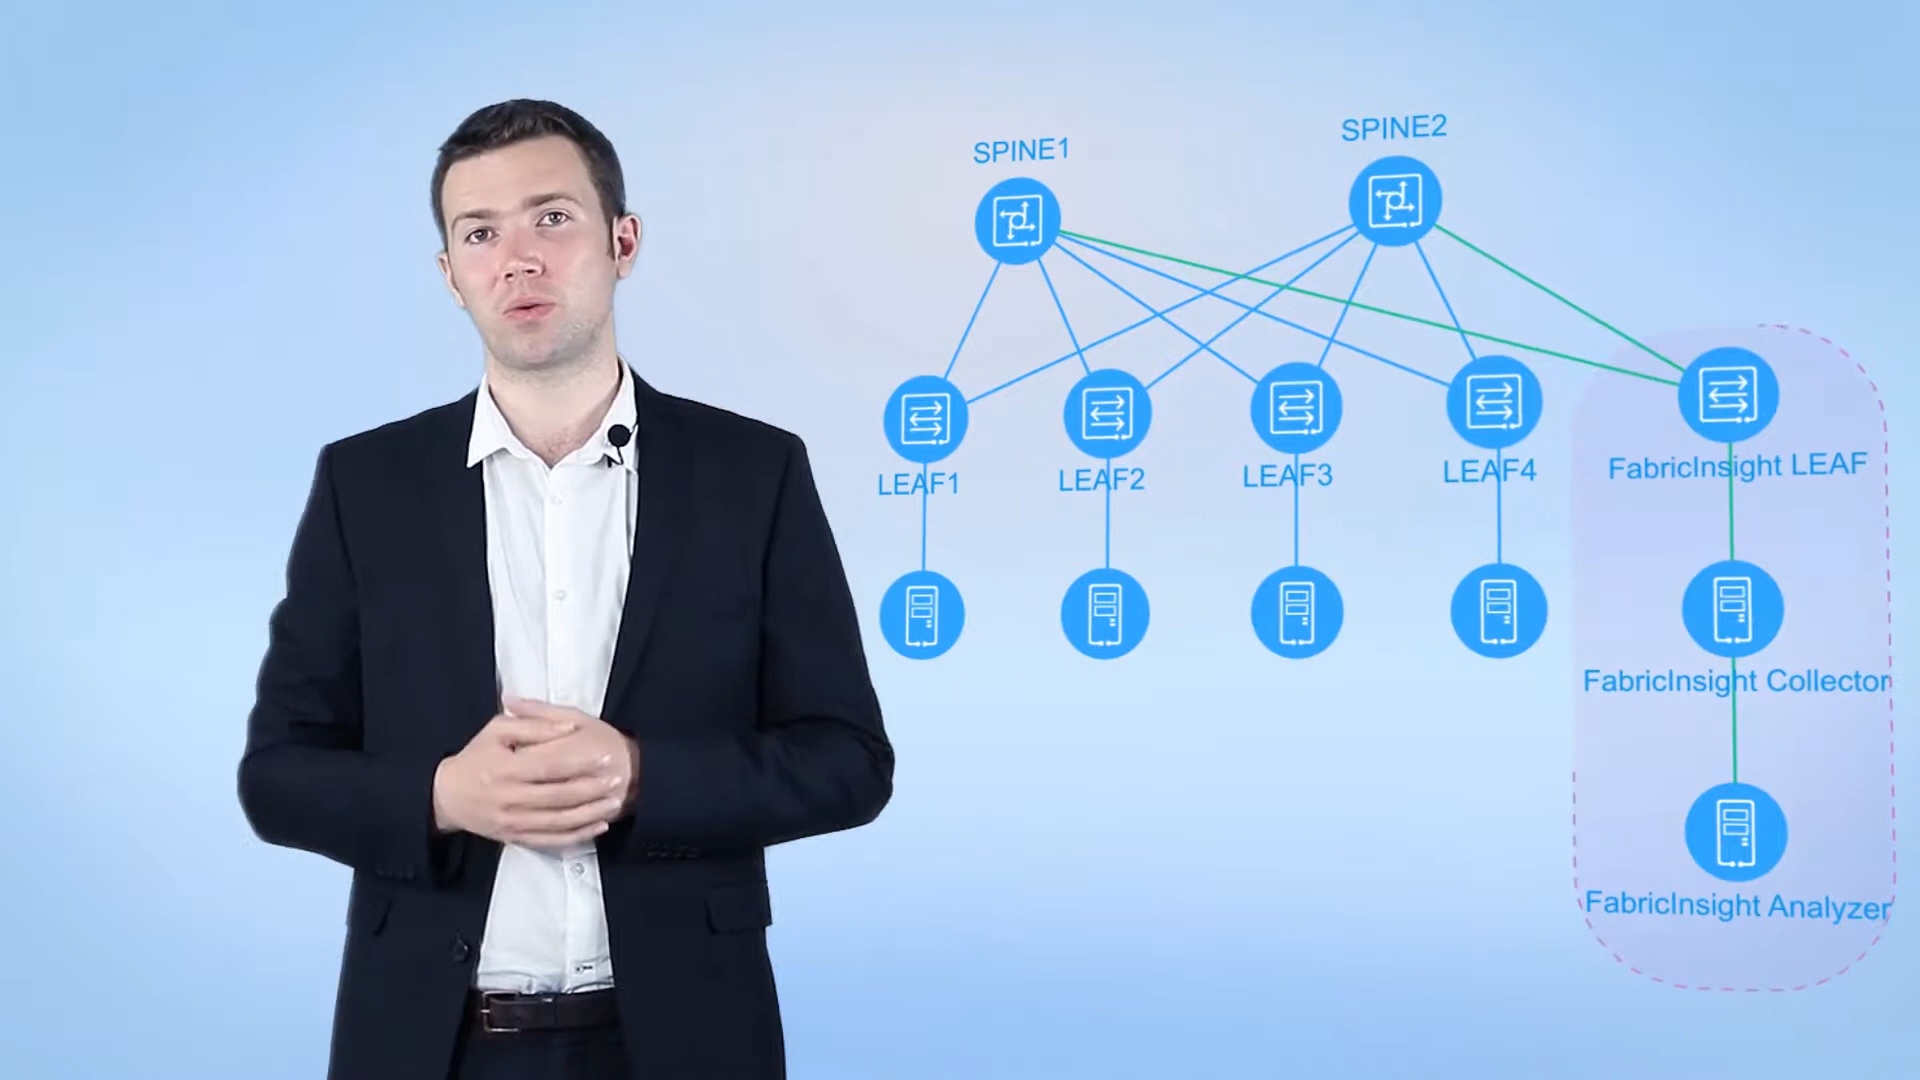 SPINE1
SPINE2
LEAF1
LEAF2
LEAF3
LEAF4
FabricInsight LEAF
FabricInsight Collector
FabricInsight Analyzer